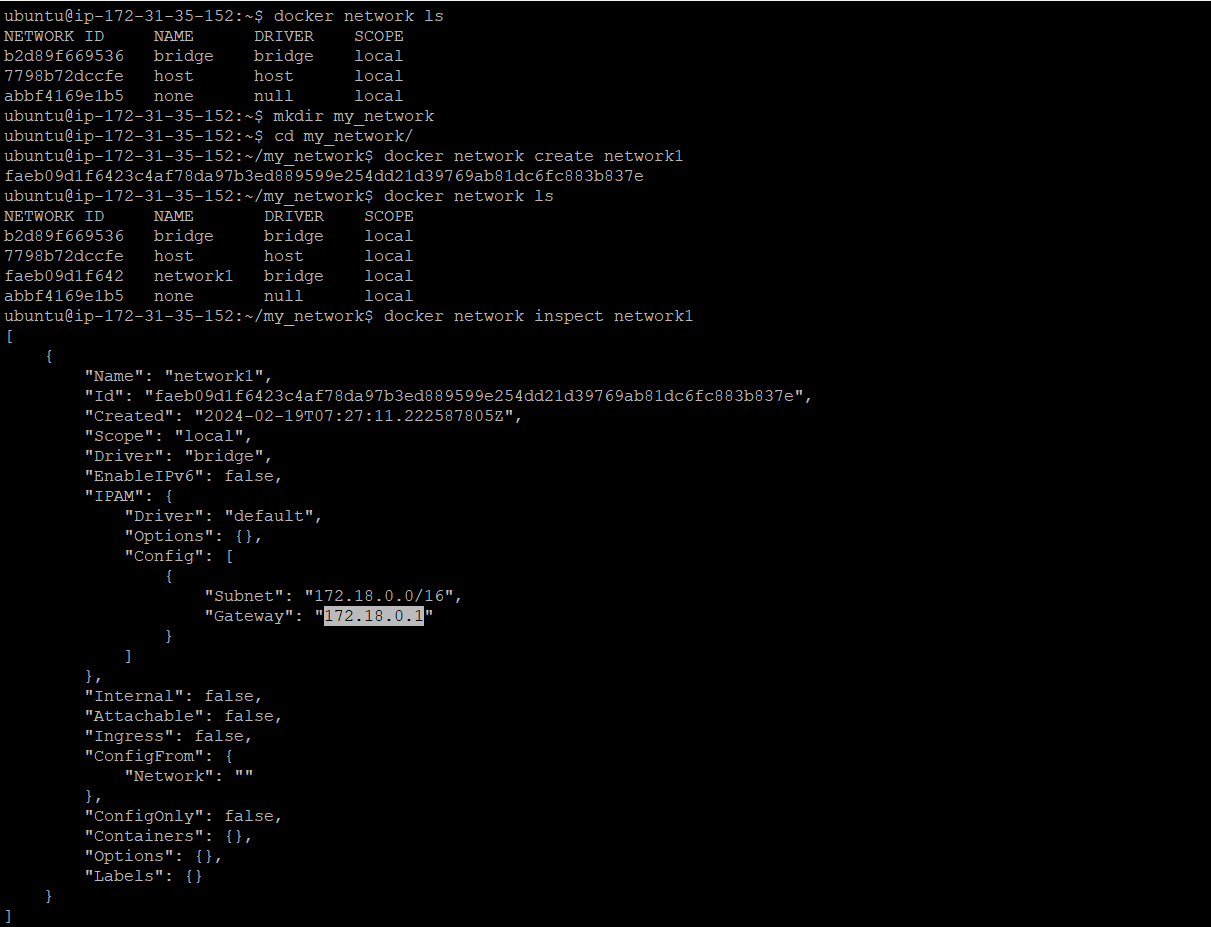 ubuntu@ip-172-31-35-152:~$ docker network ls
NETWORK ID     NAME      DRIVER    SCOPE
b2d89f669536   bridge    bridge    local
7798b72dccfe   host      host      local
abbf4169e1b5   none      null      local
ubuntu@ip-172-31-35-152:~$ mkdir my_network
ubuntu@ip-172-31-35-152:~$ cd my_network/
ubuntu@ip-172-31-35-152:~/my_network$ docker network create network1
faeb09d1f6423c4af78da97b3ed889599e254dd21d39769ab81dc6fc883b837e
ubuntu@ip-172-31-35-152:~/my_network$ docker network ls
NETWORK ID     NAME       DRIVER    SCOPE
b2d89f669536   bridge     bridge    local
7798b72dccfe   host       host      local
faeb09d1f642   network1   bridge    local
abbf4169e1b5   none       null      local
ubuntu@ip-172-31-35-152:~/my_network$ docker network inspect network1
[
    {
        "Name": "network1",
        "Id": "faeb09d1f6423c4af78da97b3ed889599e254dd21d39769ab81dc6fc883b837e",
        "Created": "2024-02-19T07:27:11.222587805Z",
        "Scope": "local",
        "Driver": "bridge",
        "EnableIPv6": false,
        "IPAM": {
            "Driver": "default",
            "Options": {},
            "Config": [
                {
                    "Subnet": "172.18.0.0/16",
                    "Gateway": "172.18.0.1"
                }
            ]
        },
        "Internal": false,
        "Attachable": false,
        "Ingress": false,
        "ConfigFrom": {
            "Network": ""
        },
        "ConfigOnly": false,
        "Containers": {},
        "Options": {},
        "Labels": {}
    }
]